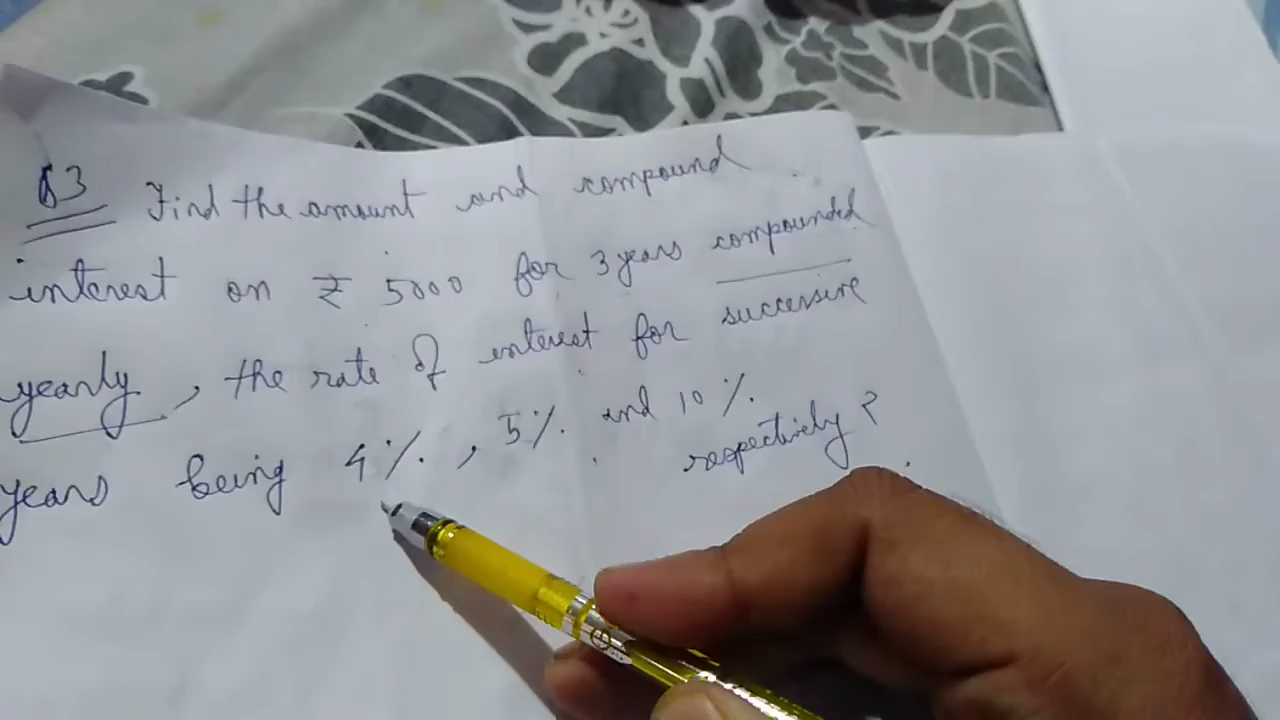 Q3 Find the amount and compound
interest on ₹ 5000 for 3 years compounded
yearly, the rate of interest for successive
years being 4%, 5% and 10%
respectively?